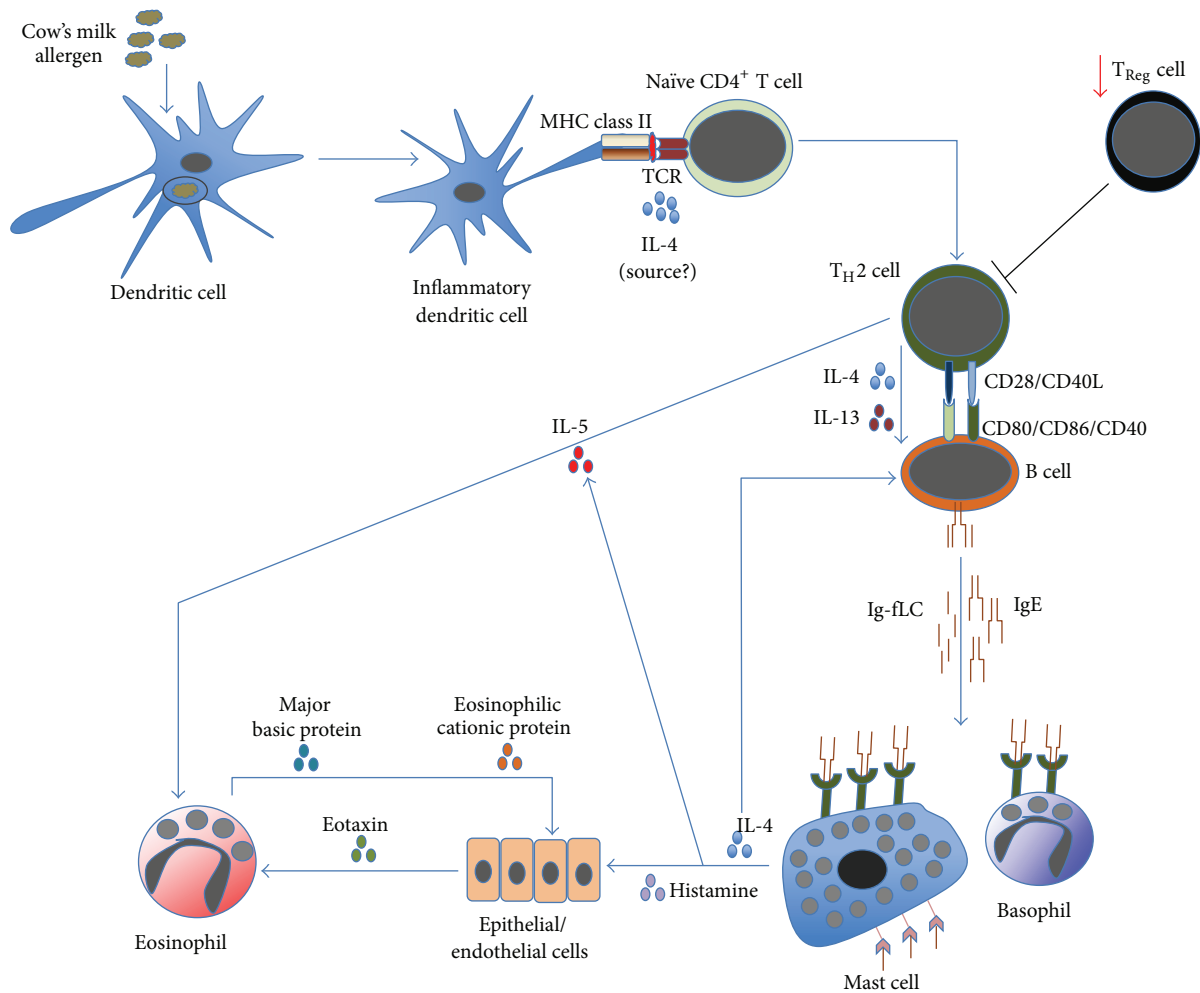 Cow's milk
allergen
Dendritic cell
Inflammatory
dendritic cell
MHC class II
Naïve CD4⁺ T cell
TCR
IL-4
(source?)
T_Reg cell
T_H2 cell
IL-4
IL-13
CD28/CD40L
CD80/CD86/CD40
B cell
IL-5
Ig-fLC
IgE
Major
basic protein
Eosinophilic
cationic protein
Eotaxin
IL-4
Histamine
Eosinophil
Epithelial/
endothelial cells
Mast cell
Basophil